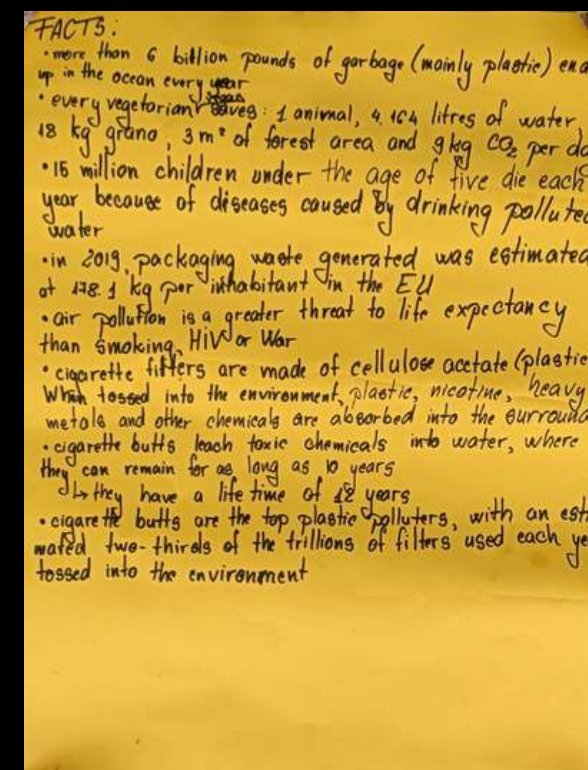 FACTS:
• more than 6 billion pounds of garbage (mainly plastic) end
up in the ocean every year
• every vegetarian saves: 1 animal, 4.164 litres of water,
18 kg grano, 3 m² of forest area and 9 kg CO₂ per da
• 15 million children under the age of five die each
year because of diseases caused by drinking polluted
water
• in 2019, packaging waste generated was estimated
at 178.1 kg per inhabitant in the EU
• air pollution is a greater threat to life expectancy
than smoking, HiV or War
• cigarette filters are made of cellulose acetate (plastic
When tossed into the environment, plastic, nicotine, heavy
metals and other chemicals are absorbed into the surround
• cigarette butts leach toxic chemicals into water, where
they can remain for as long as 10 years
↳ they have a life time of 12 years
• cigarette butts are the top plastic polluters, with an esti
mated two-thirds of the trillions of filters used each ye
tossed into the environment